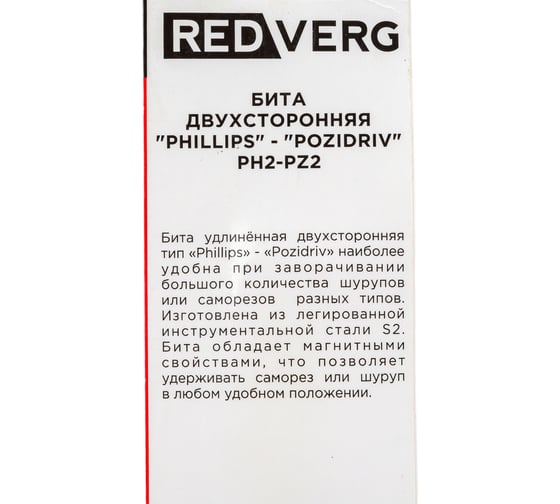 REDVERG
БИТА
ДВУХСТОРОННЯЯ
"PHILLIPS" - "POZIDRIV"
PH2-PZ2
Бита удлинённая двухсторонняя
тип «Phillips» - «Pozidriv» наиболее
удобна при заворачивании
большого количества шурупов
или саморезов разных типов.
Изготовлена из легированной
инструментальной стали S2.
Бита обладает магнитными
свойствами, что позволяет
удерживать саморез или шуруп
в любом удобном положении.